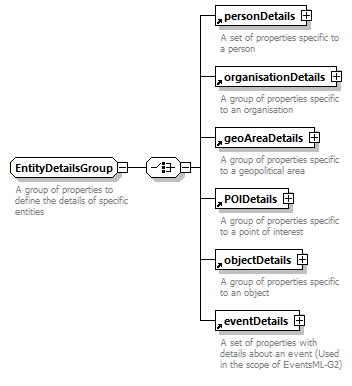 personDetails
A set of properties specific to
a person
organisationDetails
A group of properties specific
to an organisation
geoAreaDetails
A group of properties specific
to a geopolitical area
EntityDetailsGroup
A group of properties to
define the details of specific
entities
POIDetails
A group of properties specific
to a point of interest
objectDetails
A group of properties specific
to an object
eventDetails
A set of properties with
details about an event (Used
in the scope of EventsML-G2)